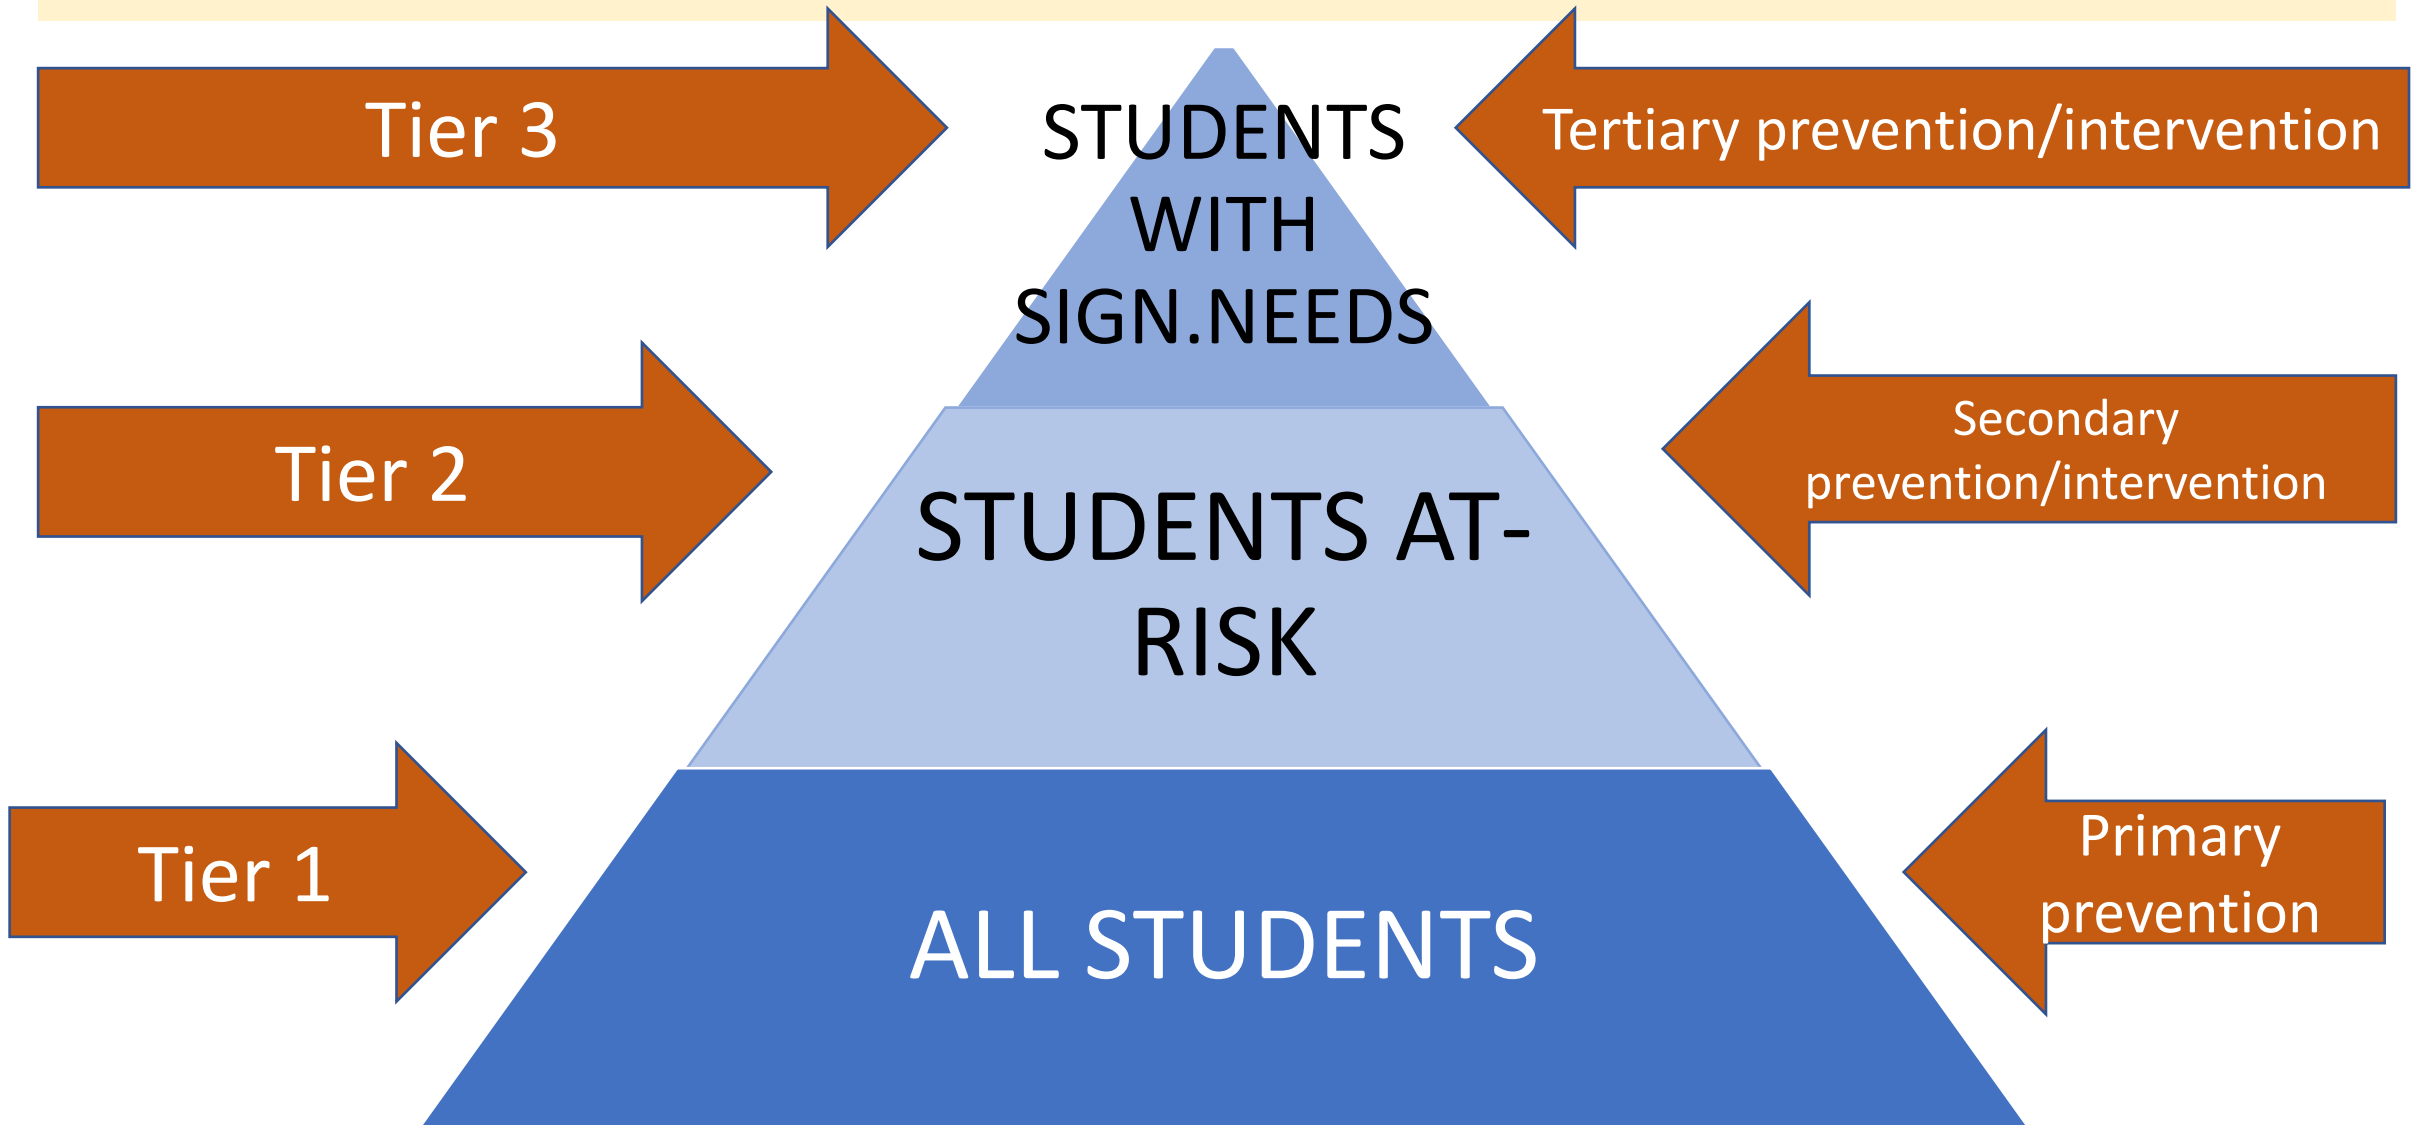 Tier 3
STUDENTS
WITH
SIGN.NEEDS
Tertiary prevention/intervention
Tier 2
STUDENTS AT-
RISK
Secondary
prevention/intervention
Tier 1
ALL STUDENTS
Primary
prevention